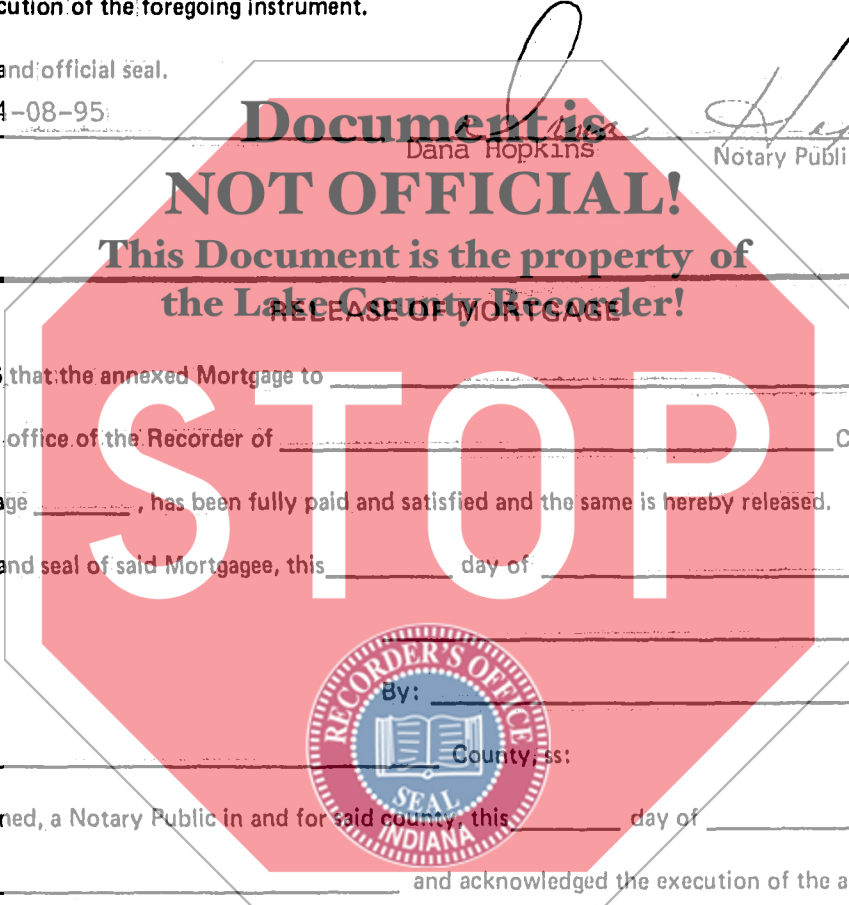 cution of the foregoing instrument.
and official seal.
-08-95
Document is
Dana Hopkins
Notary Publi
NOT OFFICIAL!
This Document is the property of
the Lake County Recorder!
RELEASE OF MORTGAGE
that the annexed Mortgage to
office of the Recorder of C
ge , has been fully paid and satisfied and the same is hereby released.
and seal of said Mortgagee, this day of
STOP
RECORDER'S OFFICE
By:
County, ss:
SEAL
INDIANA
ned, a Notary Public in and for said county, this day of
and acknowledged the execution of the a